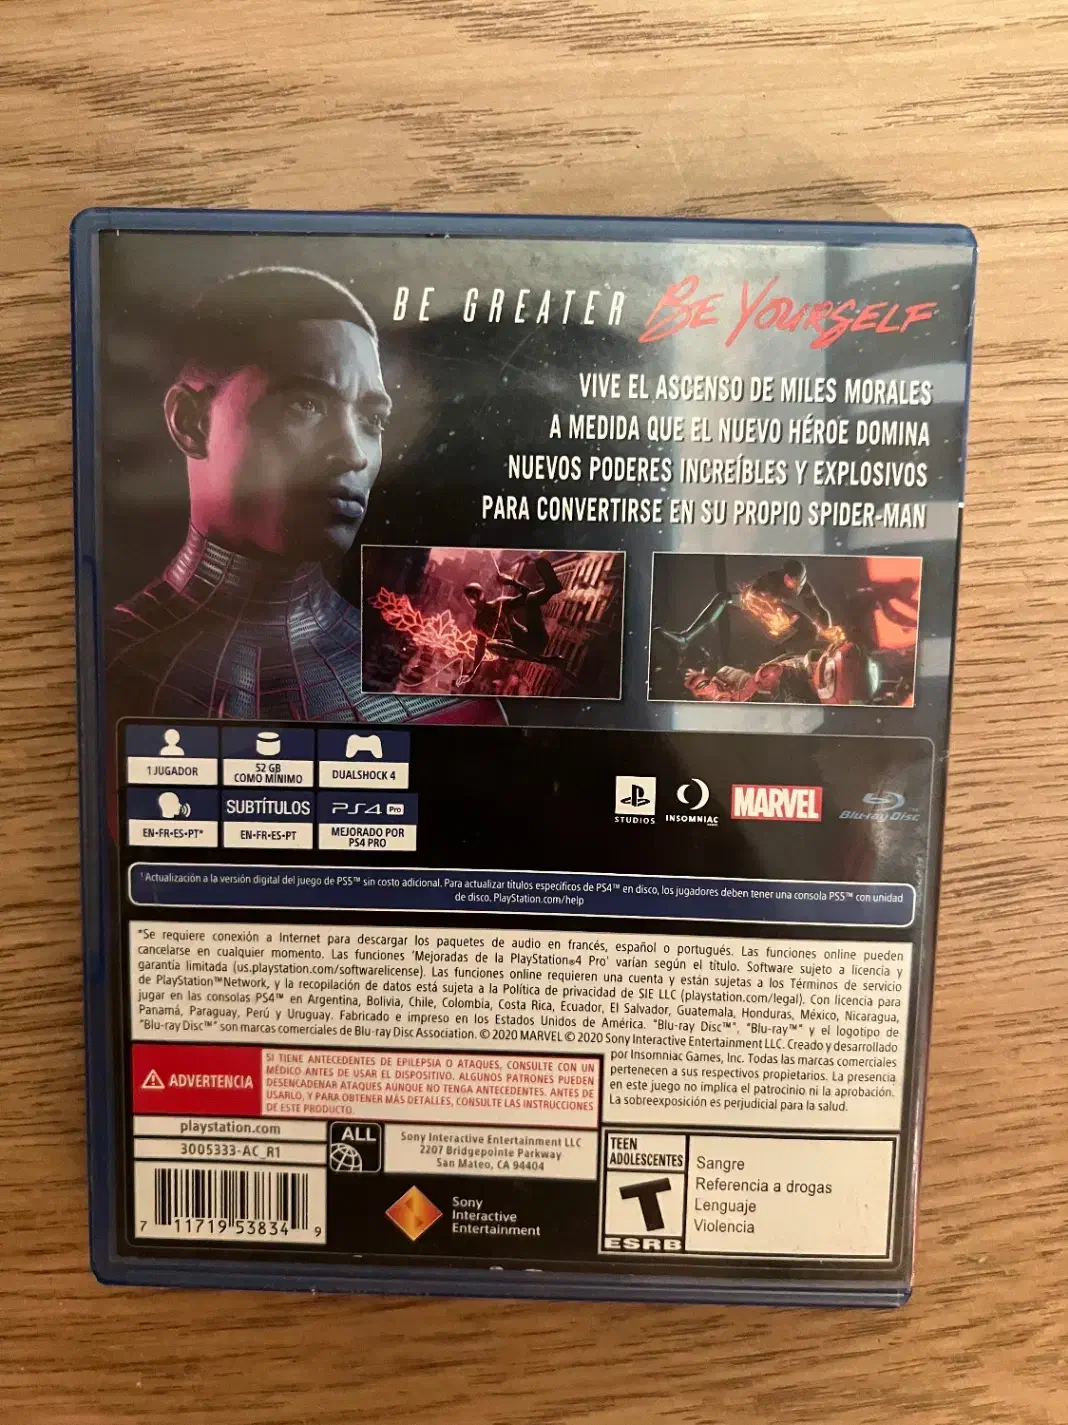 BE GREATER BE YOURSELF
VIVE EL ASCENSO DE MILES MORALES
A MEDIDA QUE EL NUEVO HÉROE DOMINA
NUEVOS PODERES INCREÍBLES Y EXPLOSIVOS
PARA CONVERTIRSE EN SU PROPIO SPIDER-MAN
1 JUGADOR
52 GB
COMO MÍNIMO
DUALSHOCK 4
EN-FR-ES-PT*
SUBTÍTULOS
EN-FR-ES-PT
PS4 Pro
MEJORADO POR
PS4 PRO
PS STUDIOS
INSOMNIAC
GAMES
MARVEL
Blu-ray Disc
¹Actualización a la versión digital del juego de PS5™ sin costo adicional. Para actualizar títulos específicos de PS4™ en disco, los jugadores deben tener una consola PS5™ con unidad
de disco. PlayStation.com/help
*Se requiere conexión a Internet para descargar los paquetes de audio en francés, español o portugués. Las funciones online pueden
cancelarse en cualquier momento. Las funciones 'Mejoradas de la PlayStation®4 Pro' varían según el título. Software sujeto a licencia y
garantía limitada (us.playstation.com/softwarelicense). Las funciones online requieren una cuenta y están sujetas a los Términos de servicio
de PlayStation™Network, y la recopilación de datos está sujeta a la Política de privacidad de SIE LLC (playstation.com/legal). Con licencia para
jugar en las consolas PS4™ en Argentina, Bolivia, Chile, Colombia, Costa Rica, Ecuador, El Salvador, Guatemala, Honduras, México, Nicaragua,
Panamá, Paraguay, Perú y Uruguay. Fabricado e impreso en los Estados Unidos de América. "Blu-ray Disc™", "Blu-ray™" y el logotipo de
"Blu-ray Disc™" son marcas comerciales de Blu-ray Disc Association. © 2020 MARVEL © 2020 Sony Interactive Entertainment LLC. Creado y desarrollado
por Insomniac Games, Inc. Todas las marcas comerciales
pertenecen a sus respectivos propietarios. La presencia
en este juego no implica el patrocinio ni la aprobación.
La sobreexposición es perjudicial para la salud.
ADVERTENCIA
SI TIENE ANTECEDENTES DE EPILEPSIA O ATAQUES, CONSULTE CON UN
MÉDICO ANTES DE USAR EL DISPOSITIVO. ALGUNOS PATRONES PUEDEN
DESENCADENAR ATAQUES AUNQUE NO TENGA ANTECEDENTES. ANTES DE
USARLO, Y PARA OBTENER MÁS DETALLES, CONSULTE LAS INSTRUCCIONES
DE ESTE PRODUCTO.
playstation.com
3005333-AC_R1
ALL
Sony Interactive Entertainment LLC
2207 Bridgepointe Parkway
San Mateo, CA 94404
7 11719 53834 9
Sony
Interactive
Entertainment
TEEN
ADOLESCENTES
T
ESRB
Sangre
Referencia a drogas
Lenguaje
Violencia